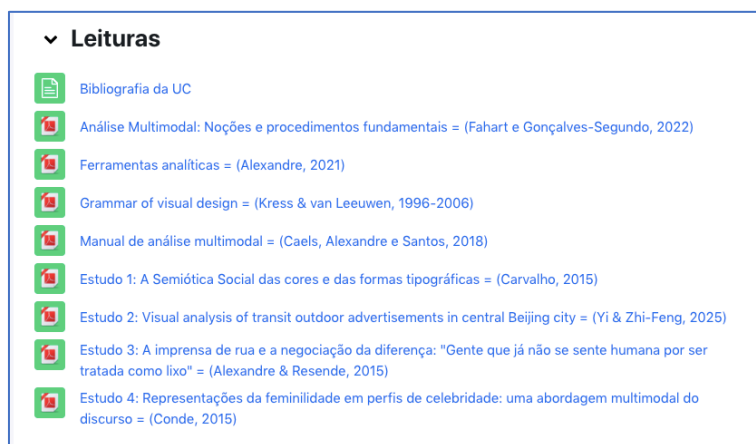 Leituras
Bibliografia da UC
Análise Multimodal: Noções e procedimentos fundamentais = (Fahart e Gonçalves-Segundo, 2022)
Ferramentas analíticas = (Alexandre, 2021)
Grammar of visual design = (Kress & van Leeuwen, 1996-2006)
Manual de análise multimodal = (Caels, Alexandre e Santos, 2018)
Estudo 1: A Semiótica Social das cores e das formas tipográficas = (Carvalho, 2015)
Estudo 2: Visual analysis of transit outdoor advertisements in central Beijing city = (Yi & Zhi-Feng, 2025)
Estudo 3: A imprensa de rua e a negociação da diferença: "Gente que já não se sente humana por ser
tratada como lixo" = (Alexandre & Resende, 2015)
Estudo 4: Representações da feminilidade em perfis de celebridade: uma abordagem multimodal do
discurso = (Conde, 2015)